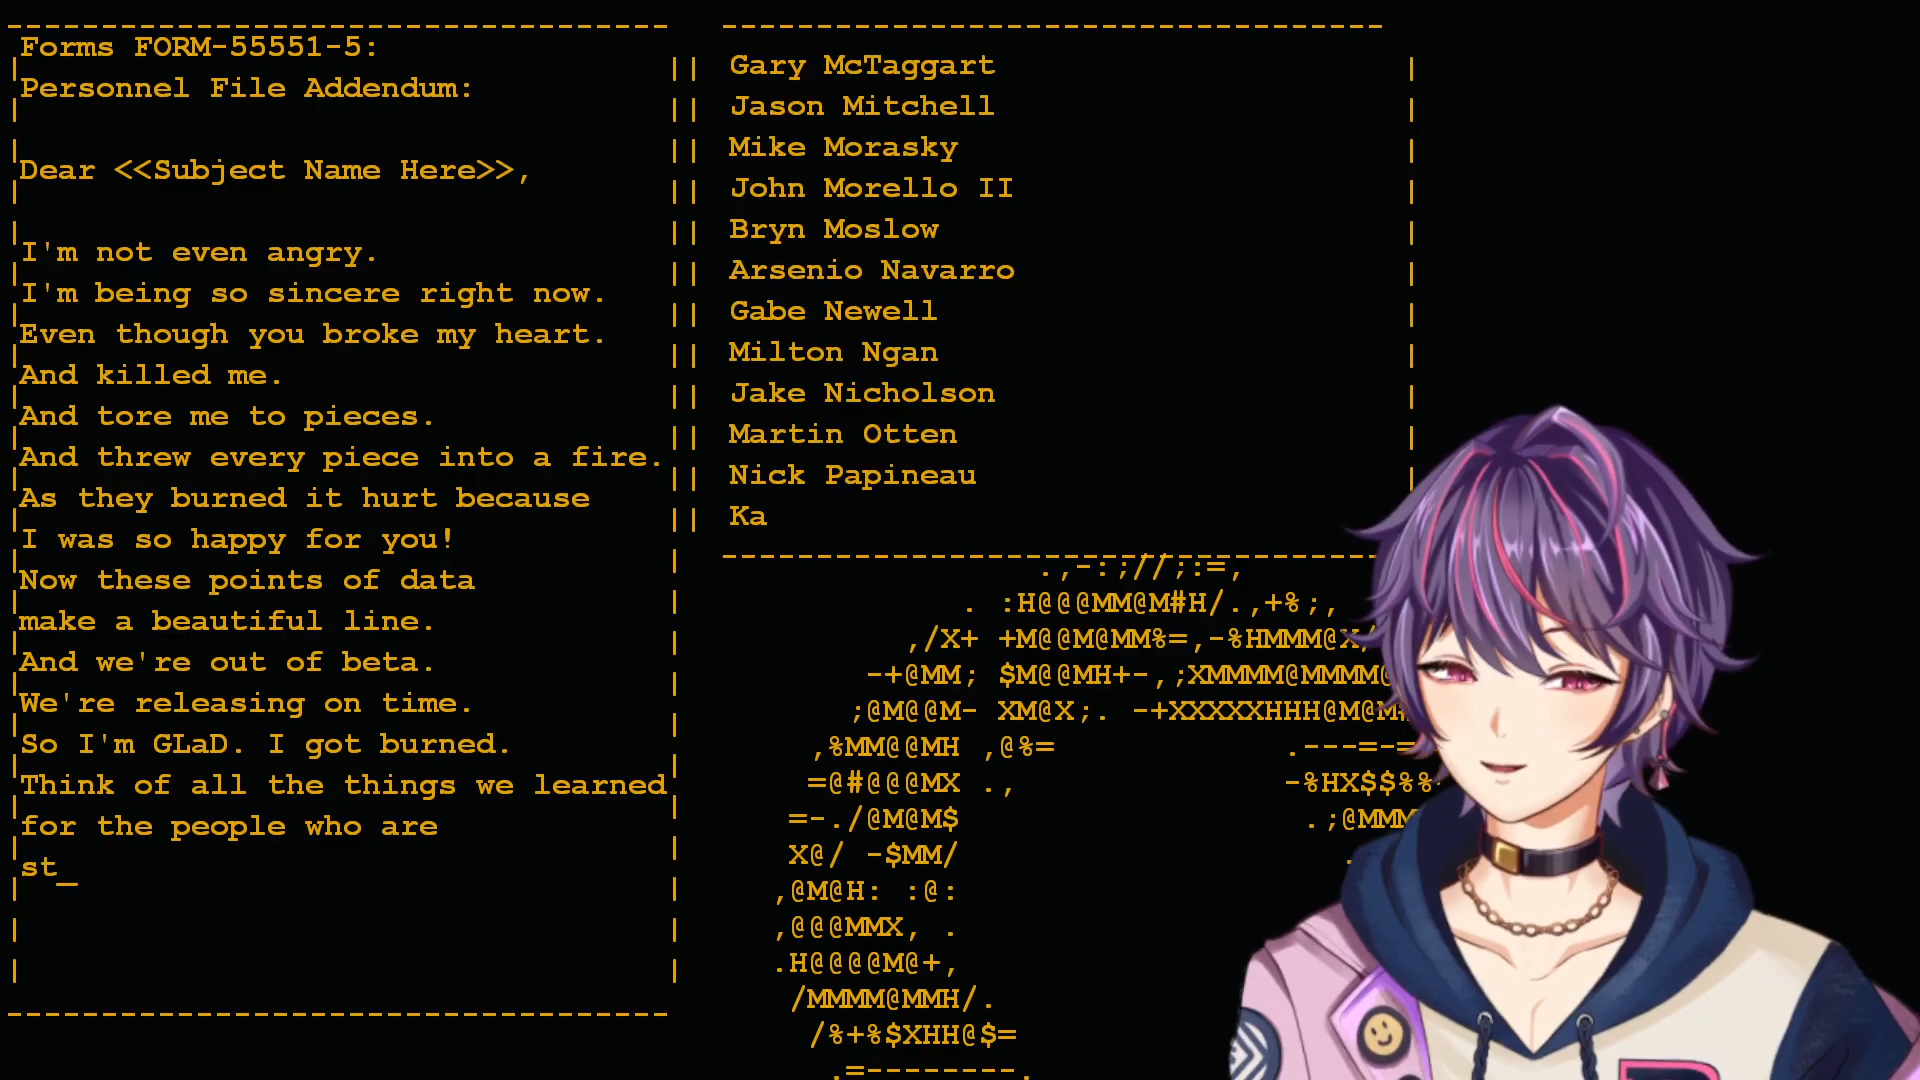 Forms FORM-55551-5:
Personnel File Addendum:
Dear <<Subject Name Here>>,
I'm not even angry.
I'm being so sincere right now.
Even though you broke my heart.
And killed me.
And tore me to pieces.
And threw every piece into a fire.
As they burned it hurt because
I was so happy for you!
Now these points of data
make a beautiful line.
And we're out of beta.
We're releasing on time.
So I'm GLaD. I got burned.
Think of all the things we learned
for the people who are
st_
Gary McTaggart
Jason Mitchell
Mike Morasky
John Morello II
Bryn Moslow
Arsenio Navarro
Gabe Newell
Milton Ngan
Jake Nicholson
Martin Otten
Nick Papineau
Ka